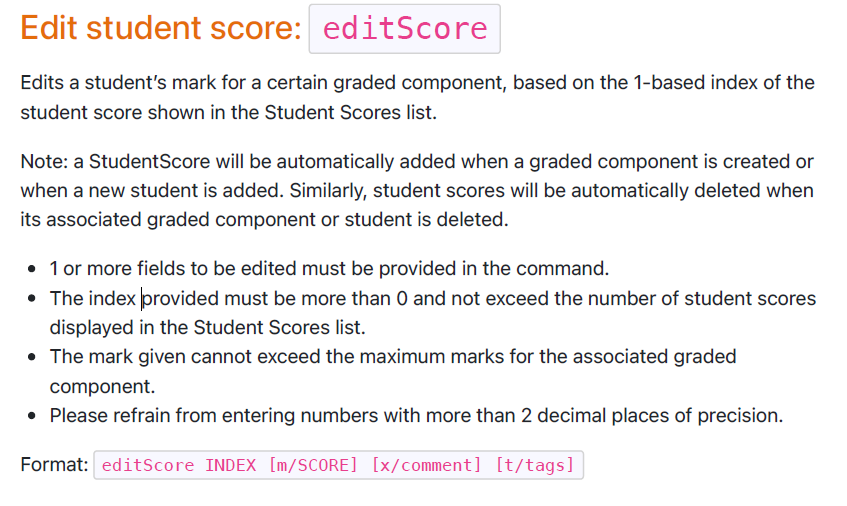 Edit student score: editScore
Edits a student’s mark for a certain graded component, based on the 1-based index of the
student score shown in the Student Scores list.
Note: a StudentScore will be automatically added when a graded component is created or
when a new student is added. Similarly, student scores will be automatically deleted when
its associated graded component or student is deleted.
• 1 or more fields to be edited must be provided in the command.
• The index provided must be more than 0 and not exceed the number of student scores
displayed in the Student Scores list.
• The mark given cannot exceed the maximum marks for the associated graded
component.
• Please refrain from entering numbers with more than 2 decimal places of precision.
Format: editScore INDEX [m/SCORE] [x/comment] [t/tags]